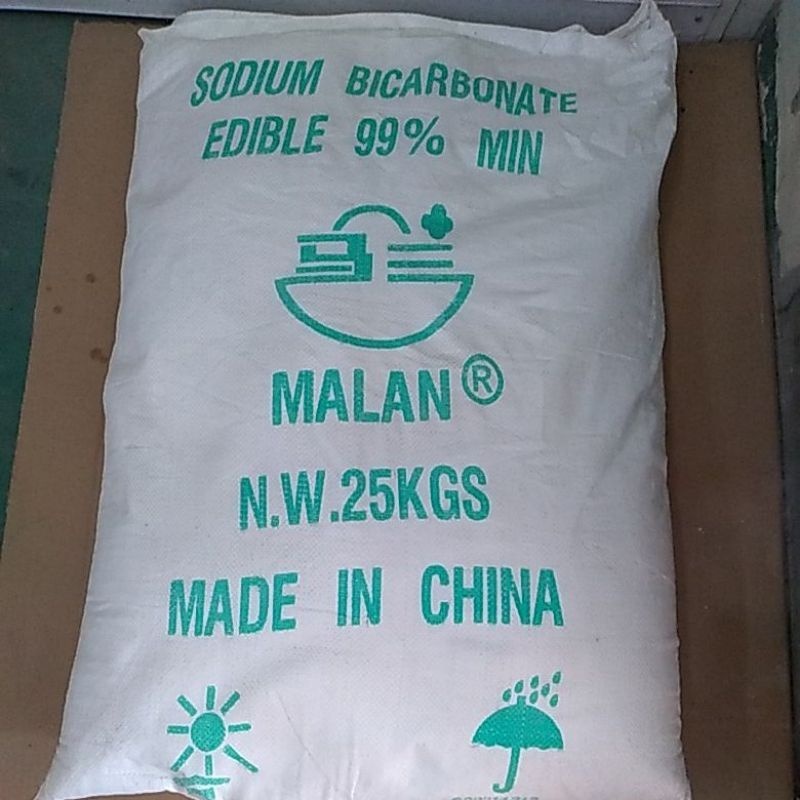 SODIUM BICARBONATE
EDIBLE 99% MIN
MALAN®
N.W.25KGS
MADE IN CHINA